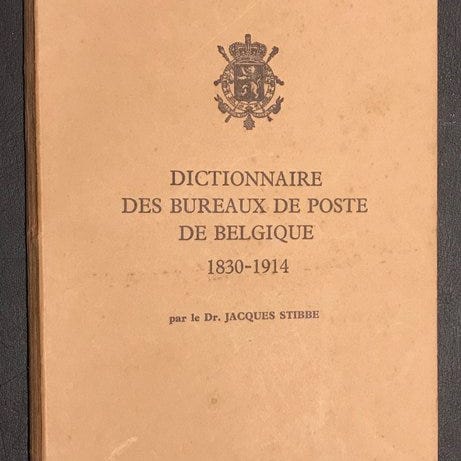 DICTIONNAIRE
DES BUREAUX DE POSTE
DE BELGIQUE
1830-1914
par le Dr. JACQUES STIBBE